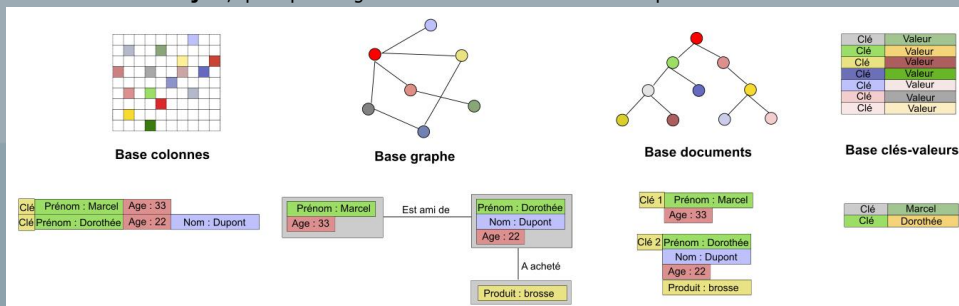 Clé Valeur
Clé Valeur
Clé Valeur
Clé Valeur
Clé Valeur
Clé Valeur
Clé Valeur
Base colonnes
Base graphe
Base documents
Base clés-valeurs
Clé Prénom : Marcel Age : 33
Clé Prénom : Dorothée Age : 22 Nom : Dupont
Prénom : Marcel
Age : 33
Est ami de
Prénom : Dorothée
Nom : Dupont
Age : 22
A acheté
Produit : brosse
Clé 1 Prénom : Marcel
Age : 33
Clé 2 Prénom : Dorothée
Nom : Dupont
Age : 22
Produit : brosse
Clé Marcel
Clé Dorothée